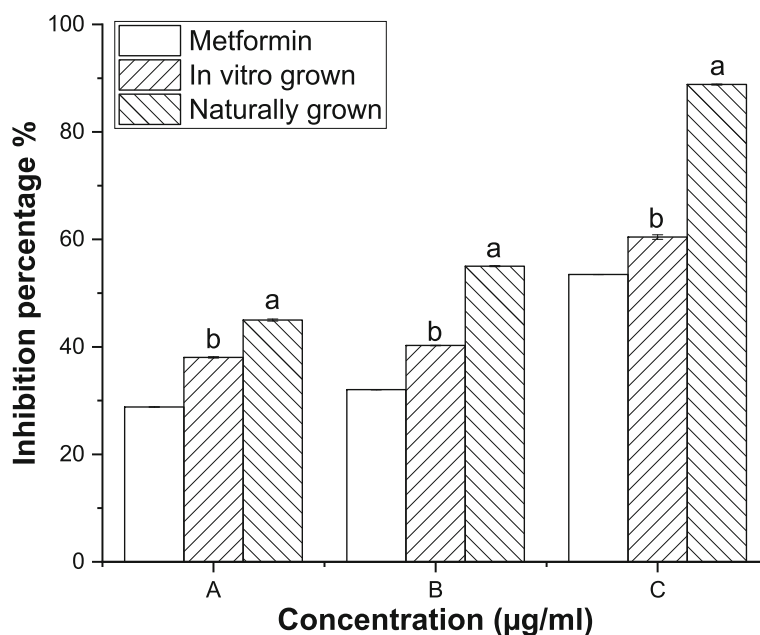 Inhibition percentage %
100
80
60
40
20
0
Metformin
In vitro grown
Naturally grown
b
a
b
a
b
a
A
B
C
Concentration (μg/ml)